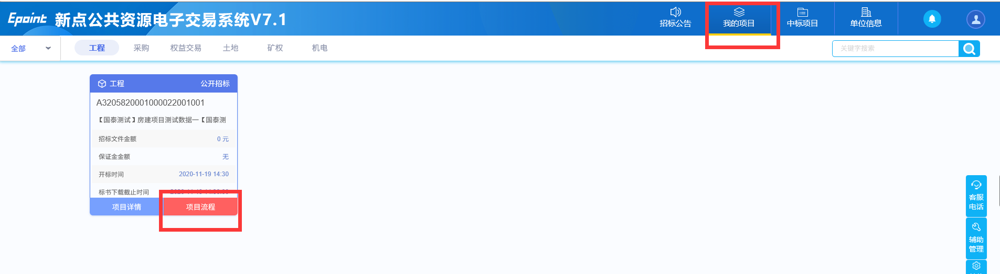 Epoint 新点公共资源电子交易系统V7.1
招标公告
我的项目
中标项目
单位信息
全部
工程
采购
权益交易
土地
矿权
机电
关键字搜索
工程
公开招标
A3205820001000022001001
【国泰测试】房建项目测试数据一【国泰测
招标文件金额
0 元
保证金金额
无
开标时间
2020-11-19 14:30
标书下载截止时间
项目详情
项目流程
客服
电话
辅助
管理